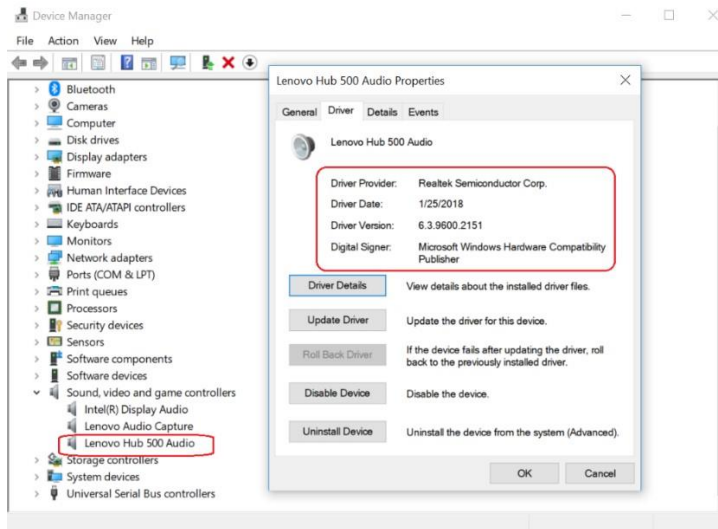 Device Manager
File Action View Help
Bluetooth
Cameras
Computer
Disk drives
Display adapters
Firmware
Human Interface Devices
IDE ATA/ATAPI controllers
Keyboards
Monitors
Network adapters
Ports (COM & LPT)
Print queues
Processors
Security devices
Sensors
Software components
Software devices
Sound, video and game controllers
Intel(R) Display Audio
Lenovo Audio Capture
Lenovo Hub 500 Audio
Storage controllers
System devices
Universal Serial Bus controllers
Lenovo Hub 500 Audio Properties
General Driver Details Events
Lenovo Hub 500 Audio
Driver Provider: Realtek Semiconductor Corp.
Driver Date: 1/25/2018
Driver Version: 6.3.9600.2151
Digital Signer: Microsoft Windows Hardware Compatibility
Publisher
Driver Details View details about the installed driver files.
Update Driver Update the driver for this device.
Roll Back Driver If the device fails after updating the driver, roll
back to the previously installed driver.
Disable Device Disable the device.
Uninstall Device Uninstall the device from the system (Advanced).
OK Cancel